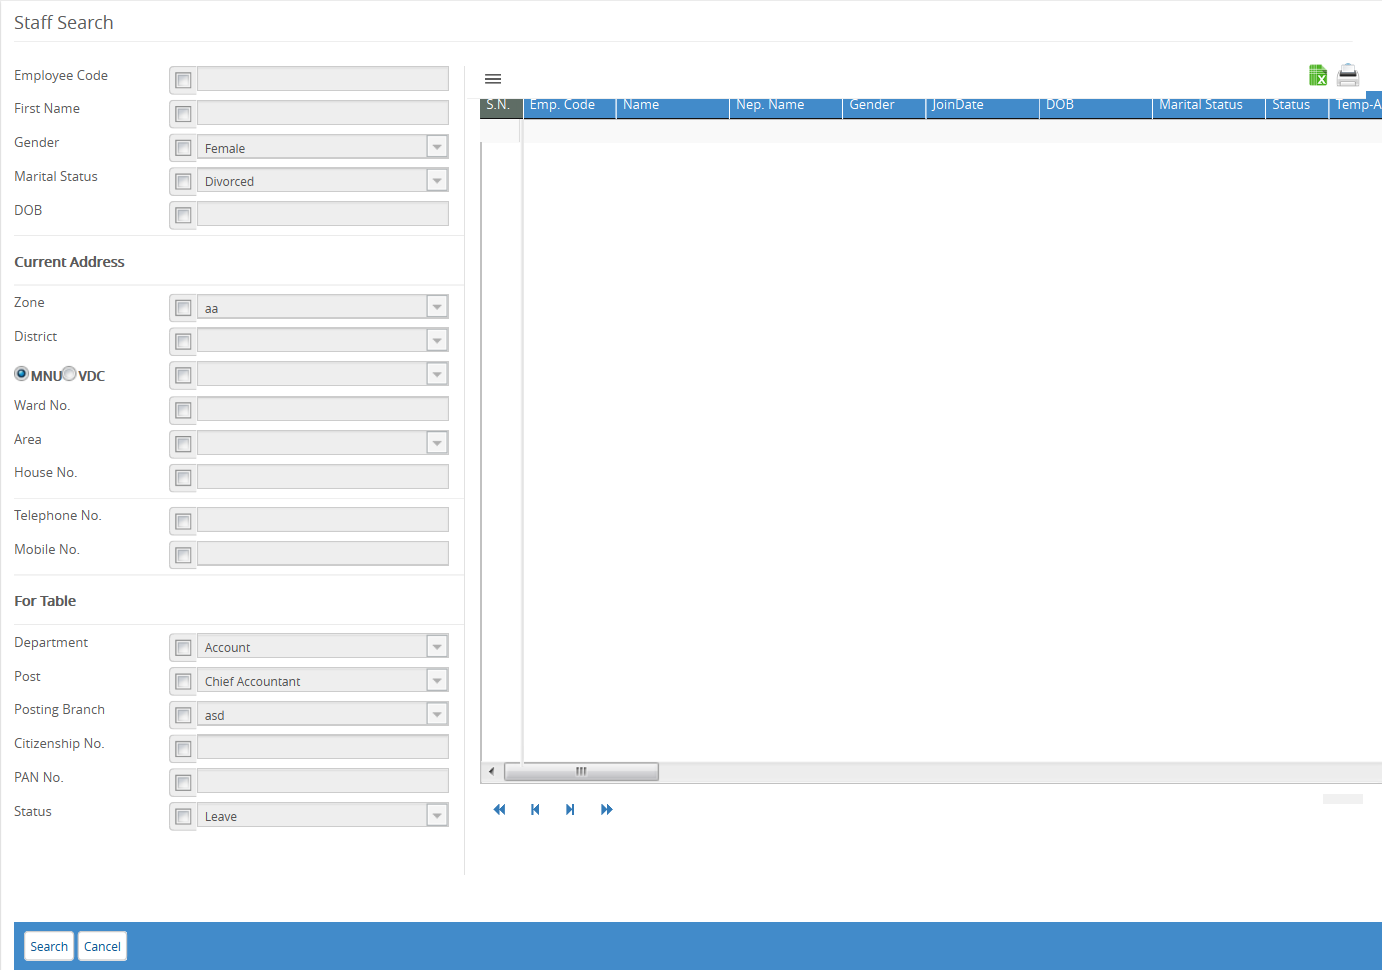 Staff Search
Employee Code
First Name
Gender Female
Marital Status Divorced
DOB
Current Address
Zone aa
District
MNU VDC
Ward No.
Area
House No.
Telephone No.
Mobile No.
For Table
Department Account
Post Chief Accountant
Posting Branch asd
Citizenship No.
PAN No.
Status Leave
S.N. Emp. Code Name Nep. Name Gender JoinDate DOB Marital Status Status Temp-A
Search Cancel